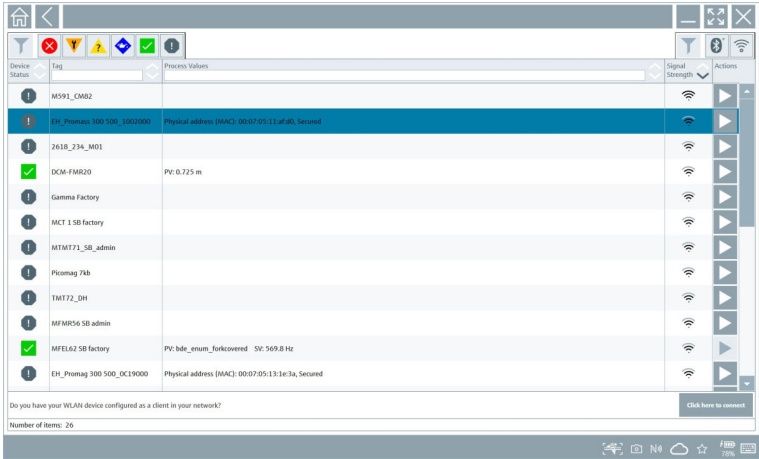 Device Status
Tag
Process Values
Signal Strength
Actions
M591_CM82
EH_Promass 300 500_1002000 Physical address (MAC): 00:07:05:11:af:d0, Secured
2618_234_M01
DCM-FMR20 PV: 0.725 m
Gamma Factory
MCT 1 SB factory
MTMT71_SB_admin
Picomag 7kb
TMT72_DH
MFMR56 SB admin
MFEL62 SB factory PV: bde_enum_forkcovered SV: 569.8 Hz
EH_Promag 300 500_0C19000 Physical address (MAC): 00:07:05:13:1e:3a, Secured
Do you have your WLAN device configured as a client in your network?
Click here to connect
Number of items: 26
78%